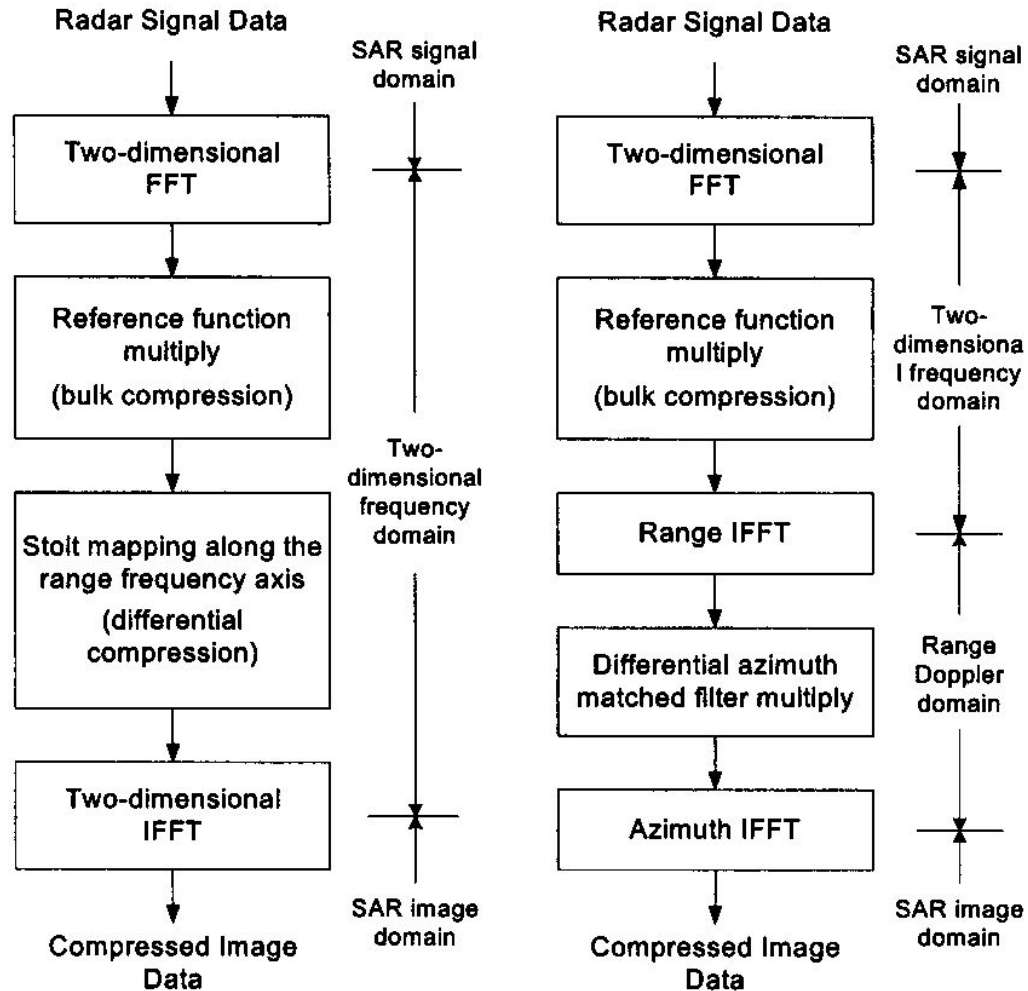 Radar Signal Data
SAR signal
domain
Two-dimensional
FFT
Reference function
multiply
(bulk compression)
Two-
dimensional
frequency
domain
Stolt mapping along the
range frequency axis
(differential
compression)
Two-dimensional
IFFT
SAR image
domain
Compressed Image
Data
Radar Signal Data
SAR signal
domain
Two-dimensional
FFT
Reference function
multiply
(bulk compression)
Two-
dimensiona
l frequency
domain
Range IFFT
Differential azimuth
matched filter multiply
Range
Doppler
domain
Azimuth IFFT
SAR image
domain
Compressed Image
Data